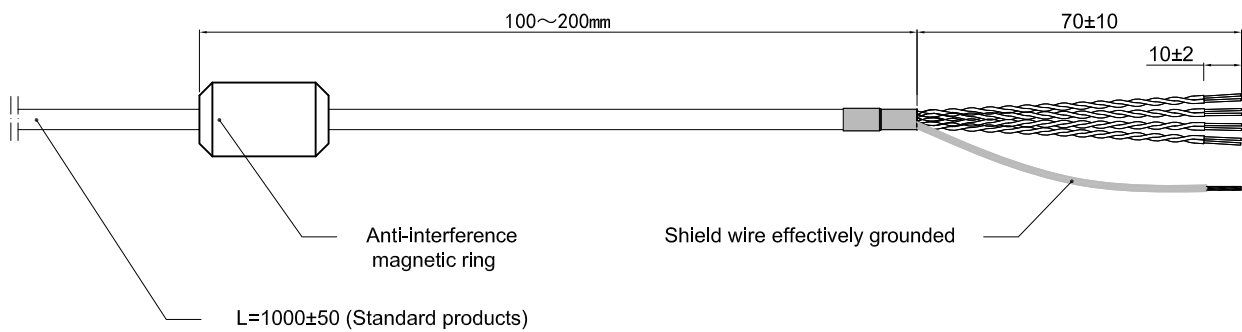 100～200mm
70±10
10±2
Anti-interference
magnetic ring
Shield wire effectively grounded
L=1000±50 (Standard products)